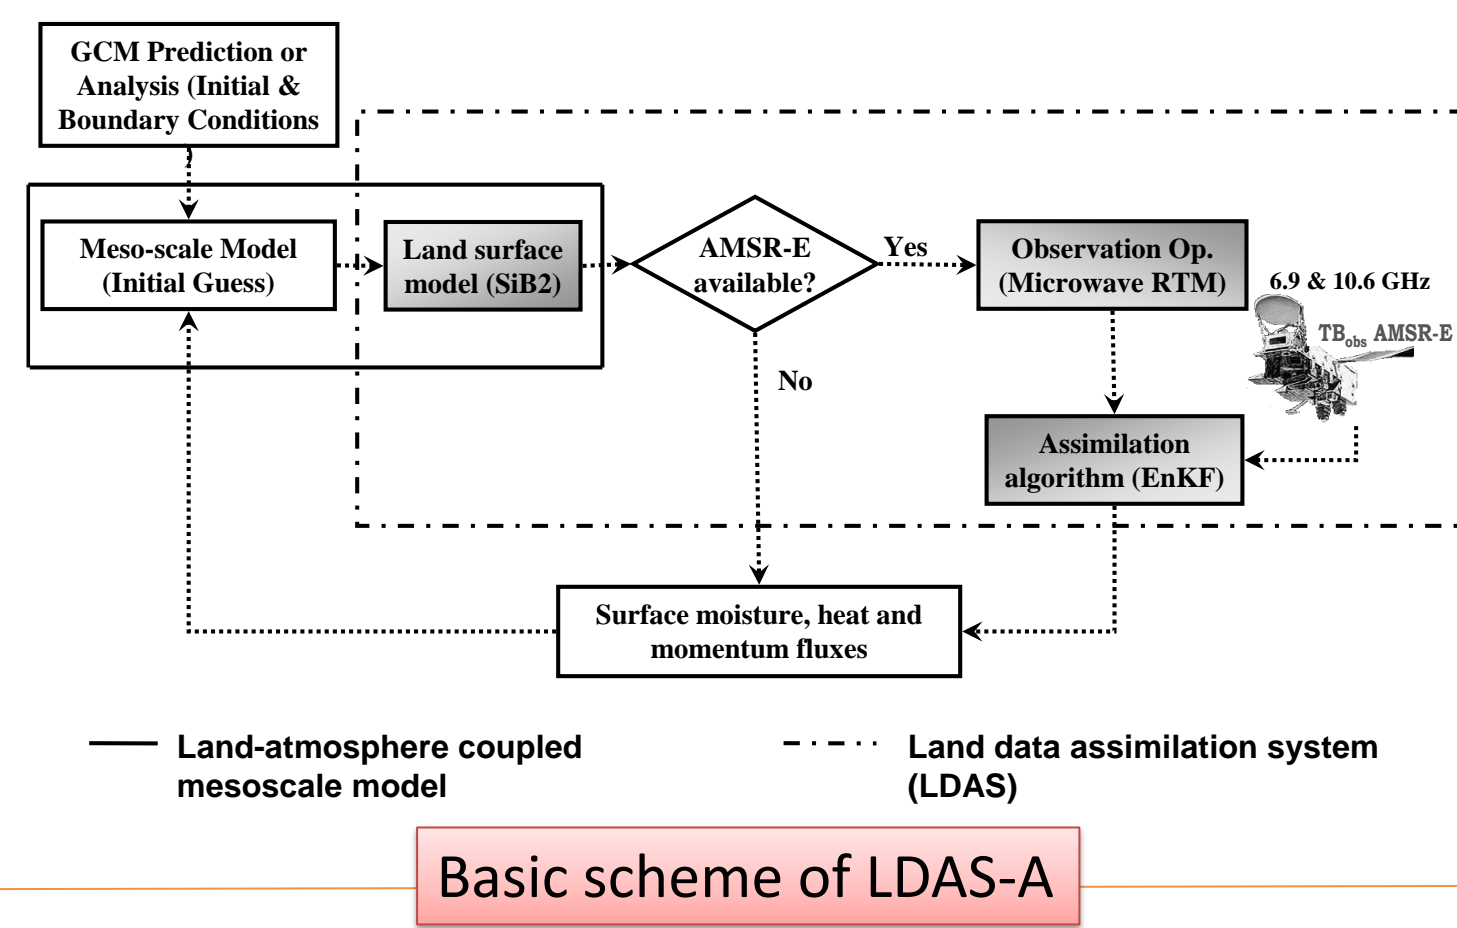 GCM Prediction or
Analysis (Initial &
Boundary Conditions
)
Meso-scale Model
(Initial Guess)
Land surface
model (SiB2)
AMSR-E
available?
Yes
No
Observation Op.
(Microwave RTM)
6.9 & 10.6 GHz
TBobs AMSR-E
Assimilation
algorithm (EnKF)
Surface moisture, heat and
momentum fluxes
Land-atmosphere coupled
mesoscale model
Land data assimilation system
(LDAS)
Basic scheme of LDAS-A